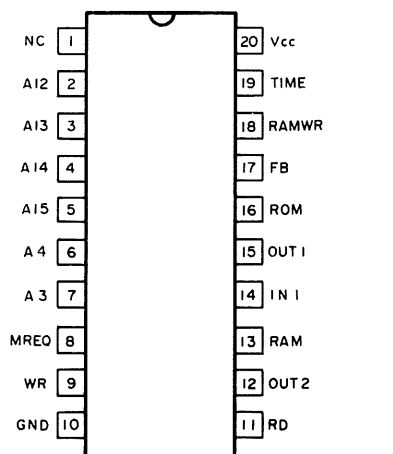 NC 1 20 Vcc
A12 2 19 TIME
A13 3 18 RAMWR
A14 4 17 FB
A15 5 16 ROM
A4 6 15 OUT1
A3 7 14 IN1
MREQ 8 13 RAM
WR 9 12 OUT2
GND 10 11 RD